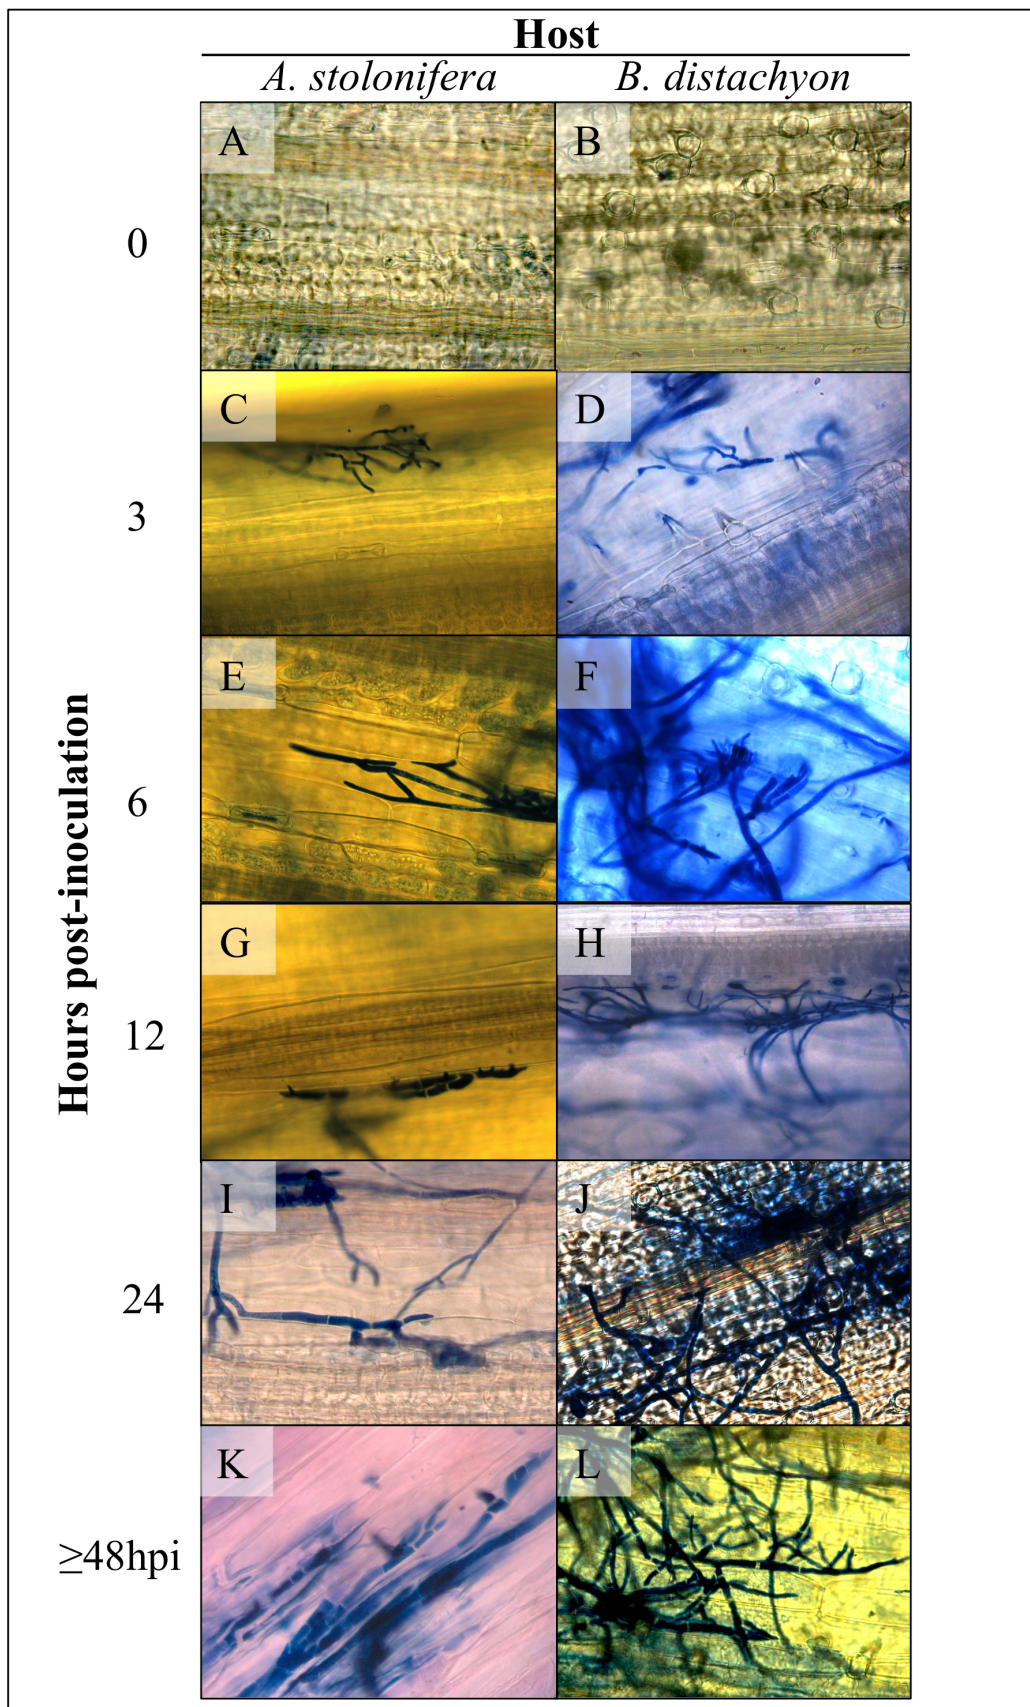 Host
A. stolonifera
B. distachyon
Hours post-inoculation
0
A
B
3
C
D
6
E
F
12
G
H
24
I
J
≥48hpi
K
L